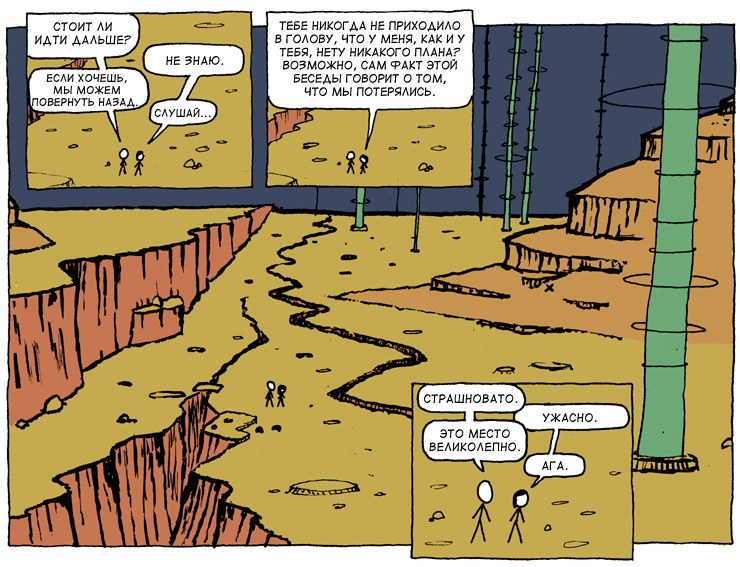 СТОИТ ЛИ
ИДТИ ДАЛЬШЕ?
НЕ ЗНАЮ.
ЕСЛИ ХОЧЕШЬ,
МЫ МОЖЕМ
ПОВЕРНУТЬ НАЗАД.
СЛУШАЙ...
ТЕБЕ НИКОГДА НЕ ПРИХОДИЛО
В ГОЛОВУ, ЧТО У МЕНЯ, КАК И У
ТЕБЯ, НЕТУ НИКАКОГО ПЛАНА?
ВОЗМОЖНО, САМ ФАКТ ЭТОЙ
БЕСЕДЫ ГОВОРИТ О ТОМ,
ЧТО МЫ ПОТЕРЯЛИСЬ.
СТРАШНОВАТО.
УЖАСНО.
ЭТО МЕСТО
ВЕЛИКОЛЕПНО.
АГА.